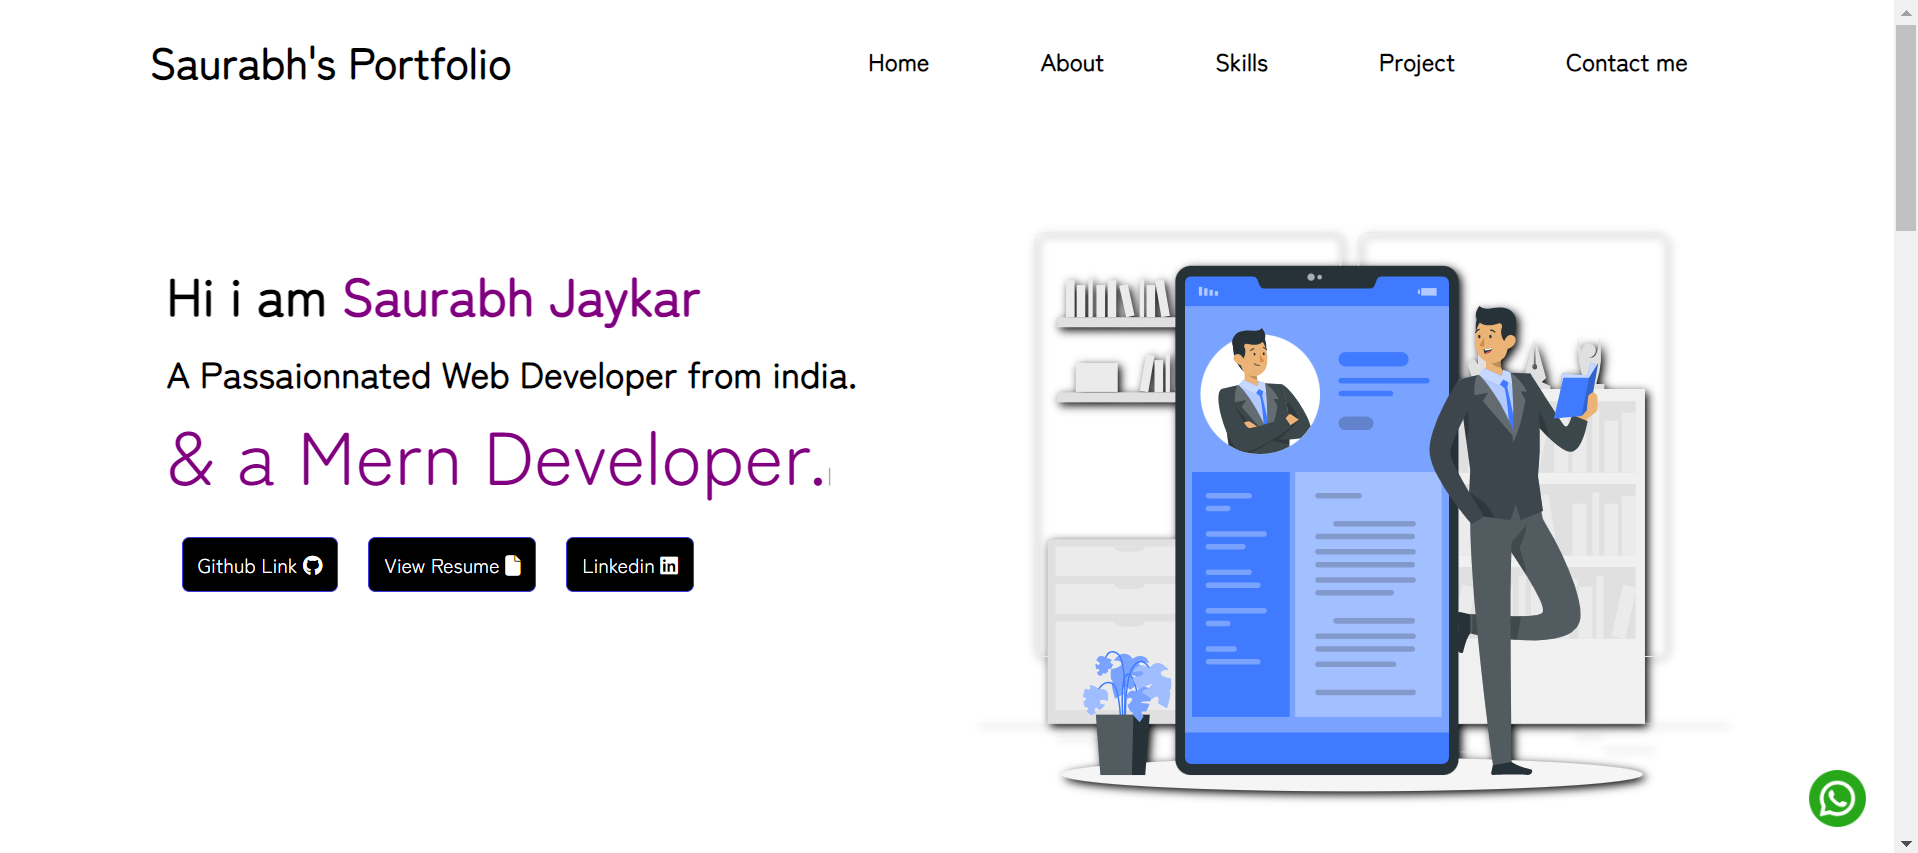 Saurabh's Portfolio
Home About Skills Project Contact me
Hi i am Saurabh Jaykar
A Passaionnated Web Developer from india.
& a Mern Developer.
Github Link View Resume Linkedin